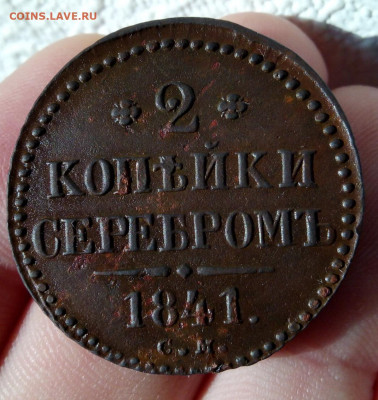 COINS.LAVE.RU
2
КОПѢЙКИ
СЕРЕБРОМЪ
1841.
С.М.